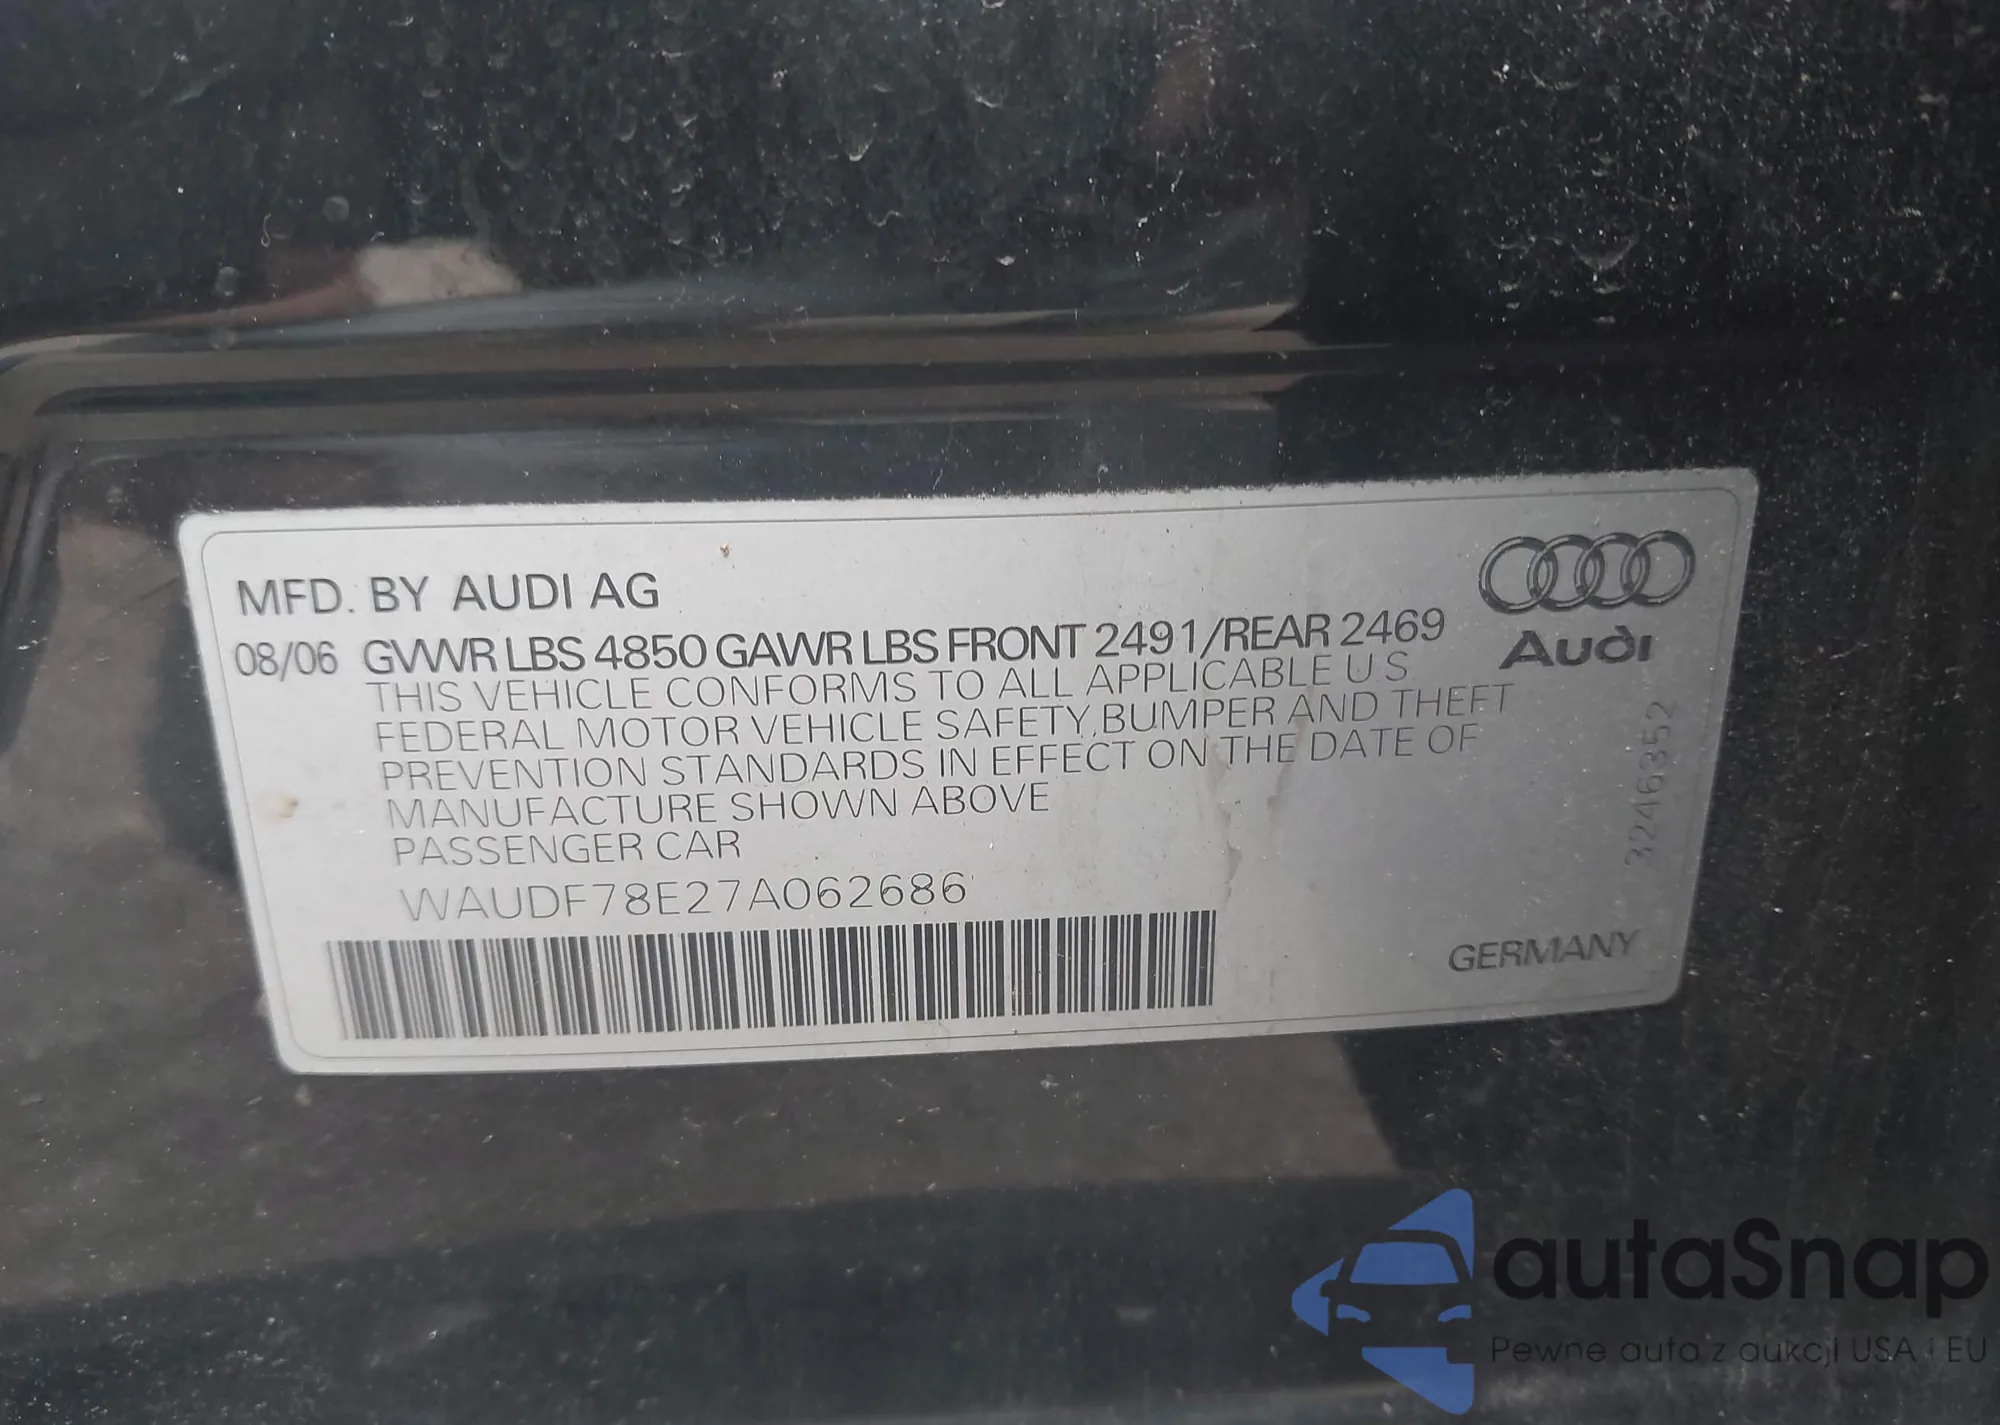 MFD. BY AUDI AG
08/06 GVWR LBS 4850 GAWR LBS FRONT 2491/REAR 2469
THIS VEHICLE CONFORMS TO ALL APPLICABLE U S
FEDERAL MOTOR VEHICLE SAFETY, BUMPER AND THEFT
PREVENTION STANDARDS IN EFFECT ON THE DATE OF
MANUFACTURE SHOWN ABOVE
PASSENGER CAR
WAUDF78E27A062686
Audi
3246352
GERMANY
autaSnap
Pewne auta z aukcji USA i EU